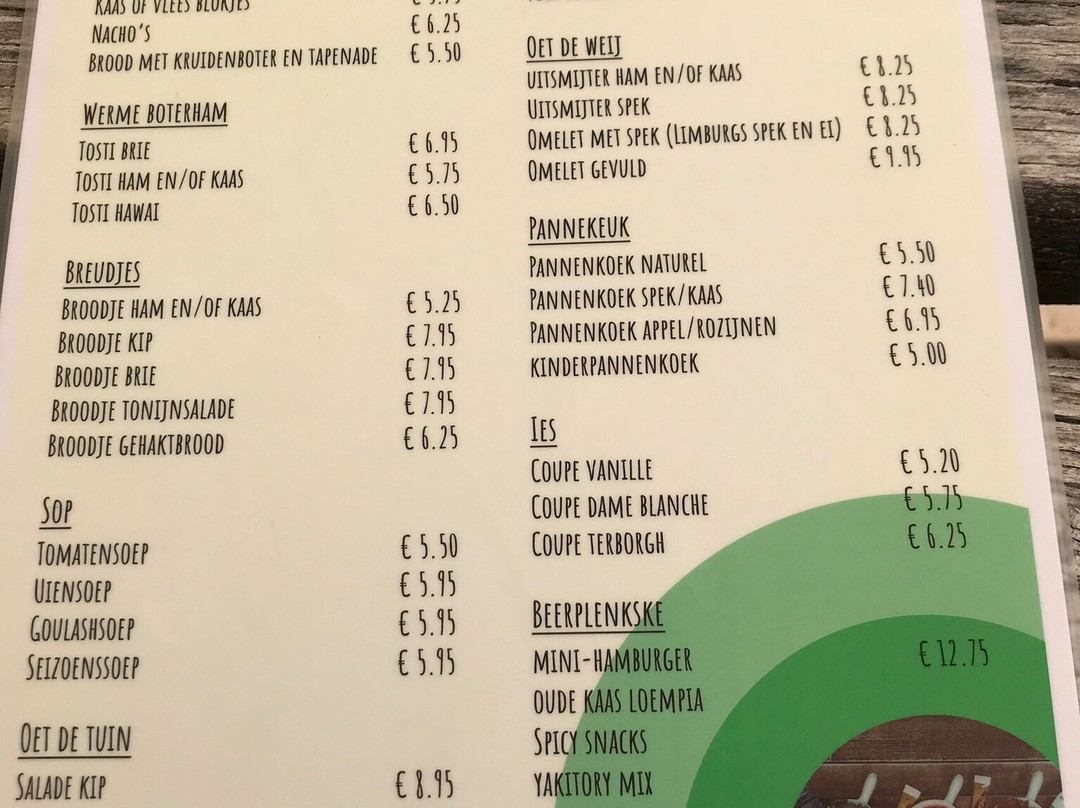 Kaas of vlees blokjes
Nacho's € 6.25
Brood met kruidenboter en tapenade € 5.50
Werme boterham
Tosti brie € 6.95
Tosti ham en/of kaas € 5.75
Tosti Hawai € 6.50
Breudjes
Broodje ham en/of kaas € 5.25
Broodje kip € 7.95
Broodje brie € 7.95
Broodje tonijnsalade € 7.95
Broodje gehaktbrood € 6.25
Sop
Tomatensoep € 5.50
Uiensoep € 5.95
Goulashsoep € 5.95
Seizoenssoep € 5.95
Oet de tuin
Salade kip € 8.95
Oet de weij
uitsmijter ham en/of kaas € 8.25
Uitsmijter spek € 8.25
Omelet met spek (Limburgs spek en ei) € 8.25
Omelet gevuld € 9.95
Pannekeuk
Pannenkoek naturel € 5.50
Pannenkoek spek/kaas € 7.40
Pannenkoek appel/rozijnen € 6.95
kinderpannenkoek € 5.00
Ies
Coupe vanille € 5.20
Coupe Dame Blanche € 5.75
Coupe Terborgh € 6.25
Beerplenkske
mini-hamburger € 12.75
oude kaas loempia
Spicy snacks
yakitory mix